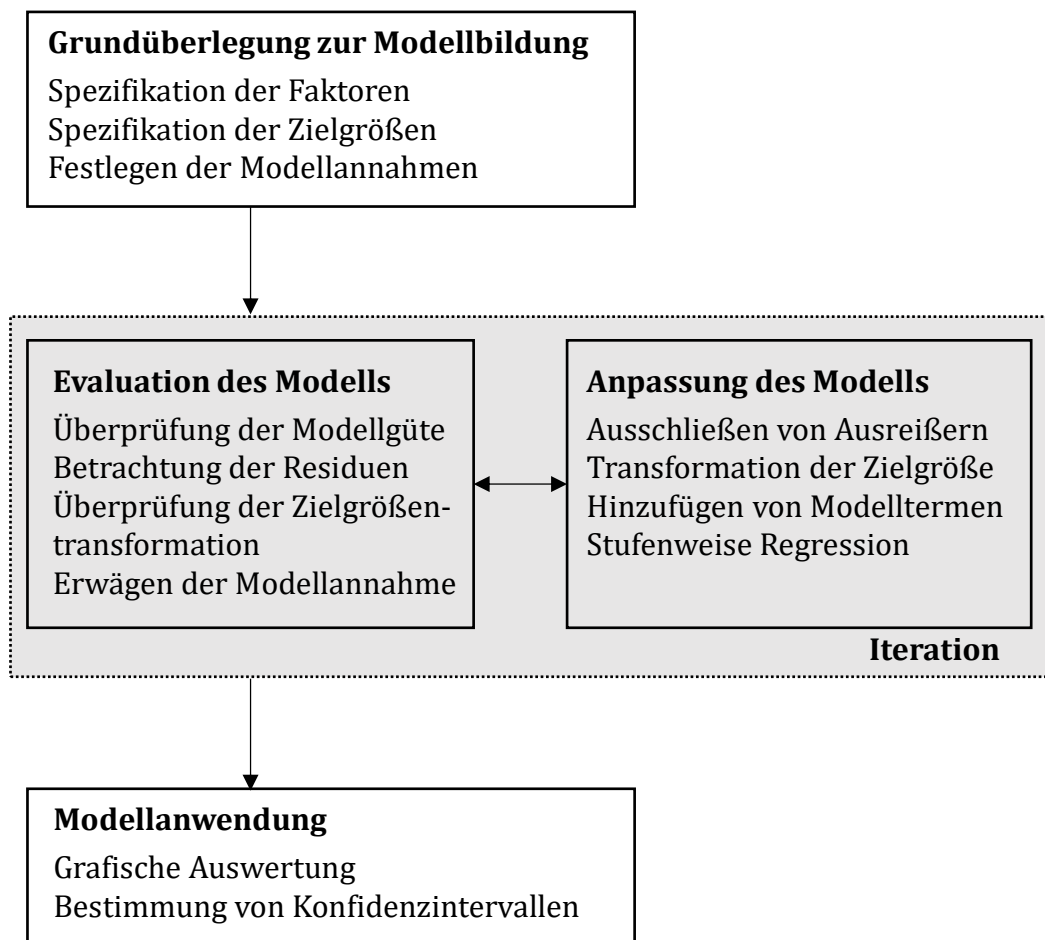 Grundüberlegung zur Modellbildung
Spezifikation der Faktoren
Spezifikation der Zielgrößen
Festlegen der Modellannahmen
Evaluation des Modells
Überprüfung der Modellgüte
Betrachtung der Residuen
Überprüfung der Zielgrößen-
transformation
Erwägen der Modellannahme
Anpassung des Modells
Ausschließen von Ausreißern
Transformation der Zielgröße
Hinzufügen von Modelltermen
Stufenweise Regression
Iteration
Modellanwendung
Grafische Auswertung
Bestimmung von Konfidenzintervallen